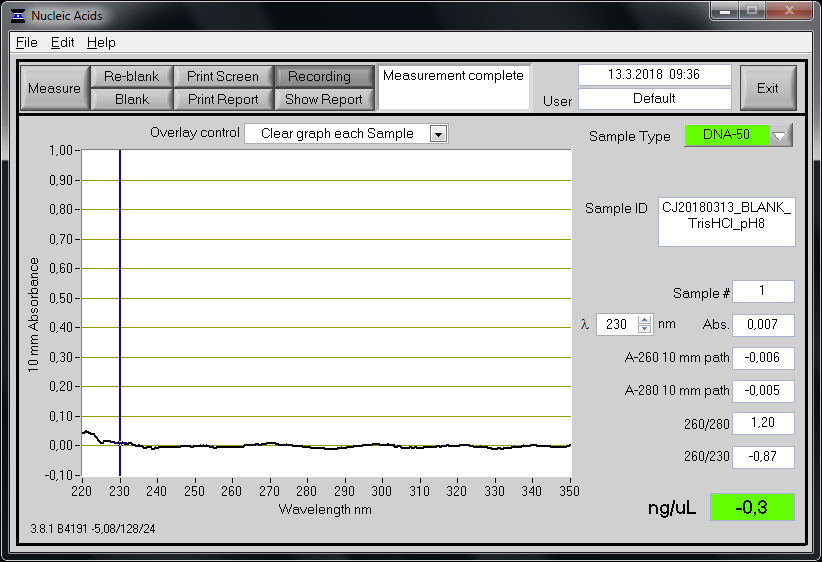 Nucleic Acids
File Edit Help
Measure
Re-blank
Print Screen
Recording
Blank
Print Report
Show Report
Measurement complete
User
13.3.2018 09:36
Default
Exit
Overlay control
Clear graph each Sample
Sample Type
DNA-50
Sample ID
CJ20180313_BLANK_
TrisHCl_pH8
Sample # 1
λ 230 nm Abs. 0,007
A-260 10 mm path -0,006
A-280 10 mm path -0,005
260/280 1,20
260/230 -0,87
ng/uL -0,3
10 mm Absorbance
1,00
0,90
0,80
0,70
0,60
0,50
0,40
0,30
0,20
0,10
0,00
-0,10
220 230 240 250 260 270 280 290 300 310 320 330 340 350
Wavelength nm
3.8.1 B4191 -5,08/128/24